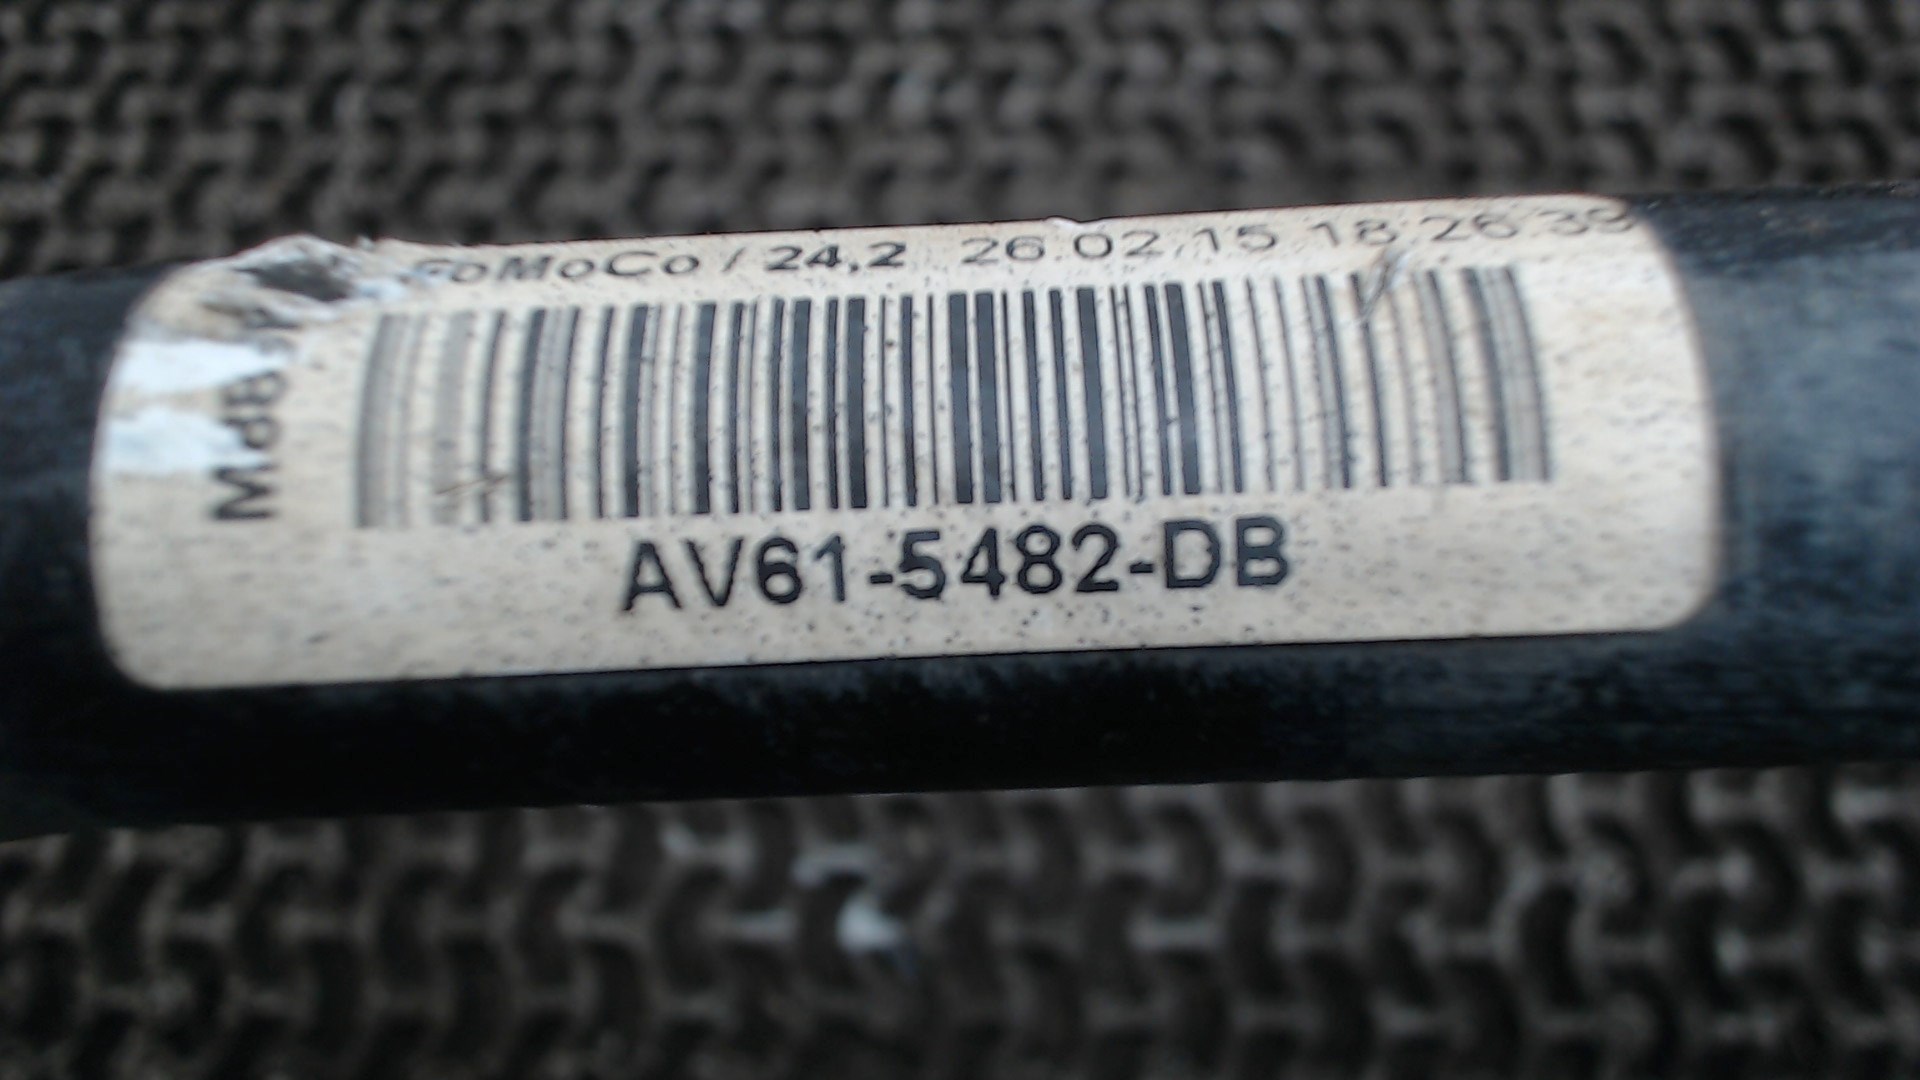 FoMoCo / 24,2 26.02.15 18:26:39
AV61-5482-DB